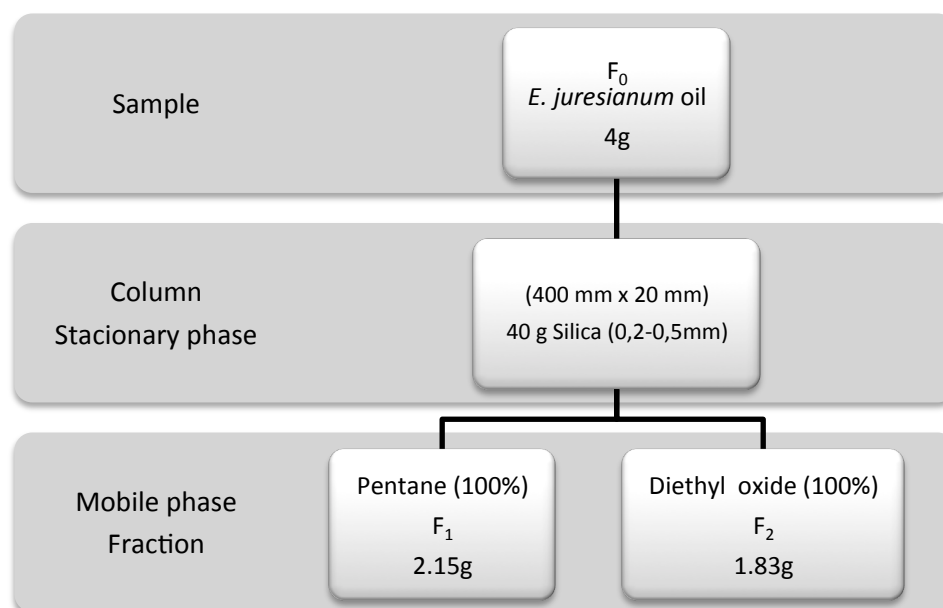 Sample
F₀
E. juresianum oil
4g
Column
Stacionary phase
(400 mm x 20 mm)
40 g Silica (0,2-0,5mm)
Mobile phase
Fraction
Pentane (100%)
F₁
2.15g
Diethyl oxide (100%)
F₂
1.83g